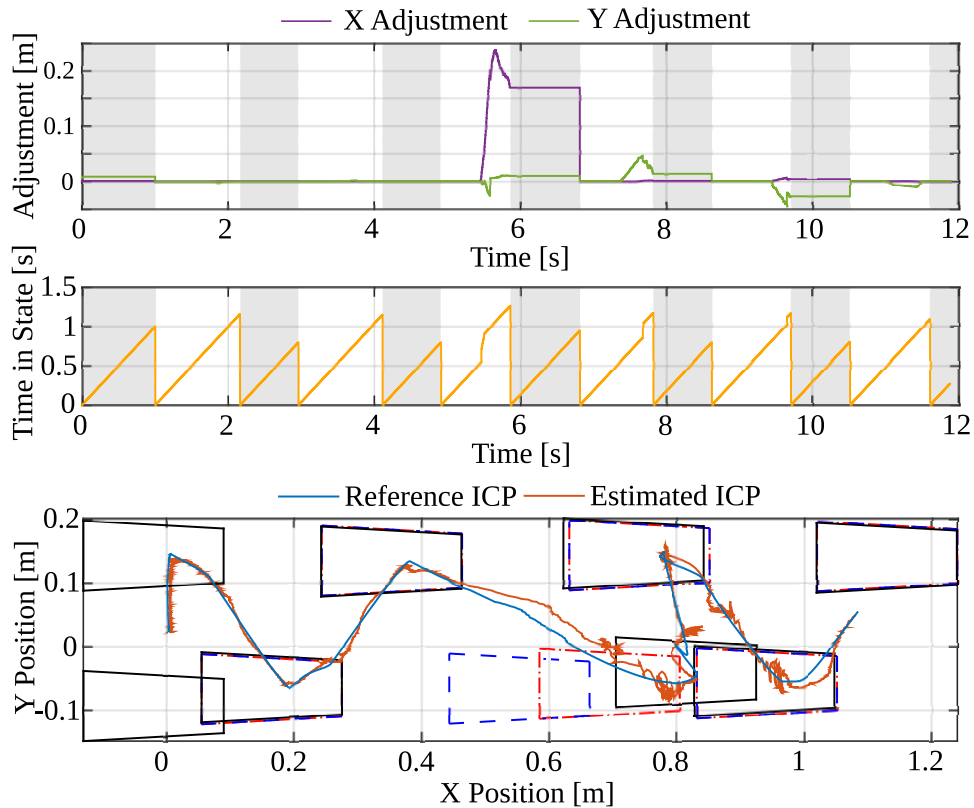 X Adjustment Y Adjustment
Adjustment [m]
0.2
0.1
0
0 2 4 6 8 10 12
Time [s]
Time in State [s]
1.5
1
0.5
0
0 2 4 6 8 10 12
Time [s]
Reference ICP Estimated ICP
Y Position [m]
0.2
0.1
0
-0.1
0 0.2 0.4 0.6 0.8 1 1.2
X Position [m]